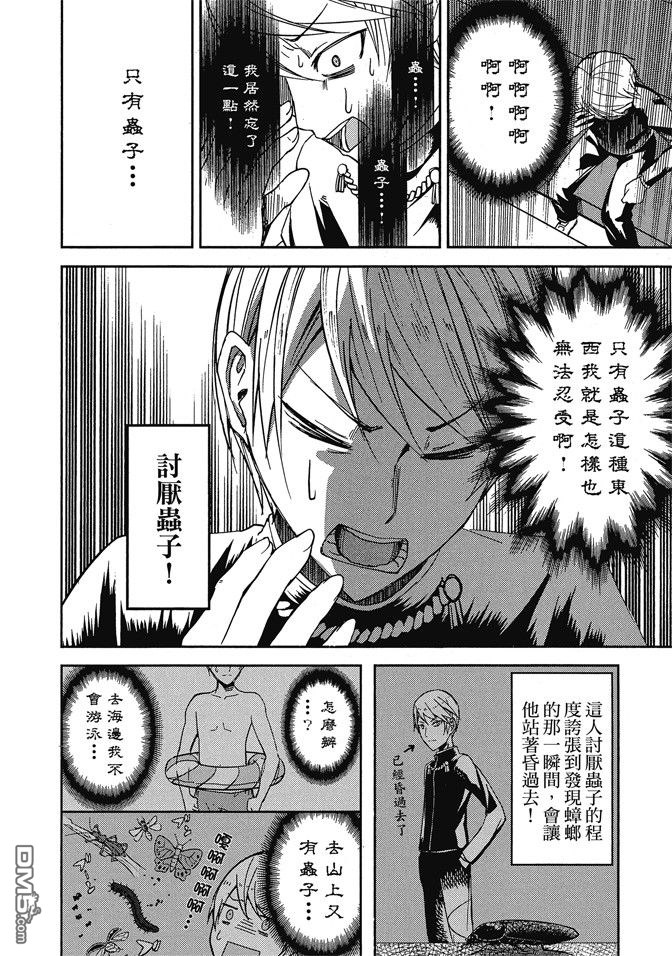 啊啊啊啊
啊啊！
蟲…！
蟲子…！
我居然忘了
這一點！
只有蟲子…
只有蟲子這種東
西我就是怎樣也
無法忍受啊！
討厭蟲子！
這人討厭蟲子的程
度誇張到發現蟑螂
的那一瞬間，會讓
他站著昏過去！
已經昏過去了
怎麼辦
…？
去海邊我不
會游泳…
去山上又
有蟲子…
DM5.com